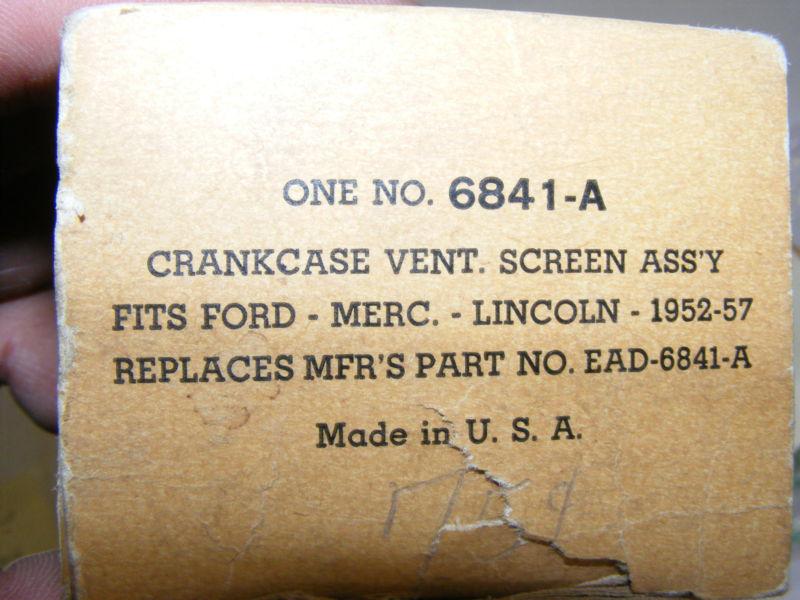 ONE NO. 6841-A
CRANKCASE VENT. SCREEN ASS'Y
FITS FORD - MERC. - LINCOLN - 1952-57
REPLACES MFR'S PART NO. EAD-6841-A
Made in U. S. A.